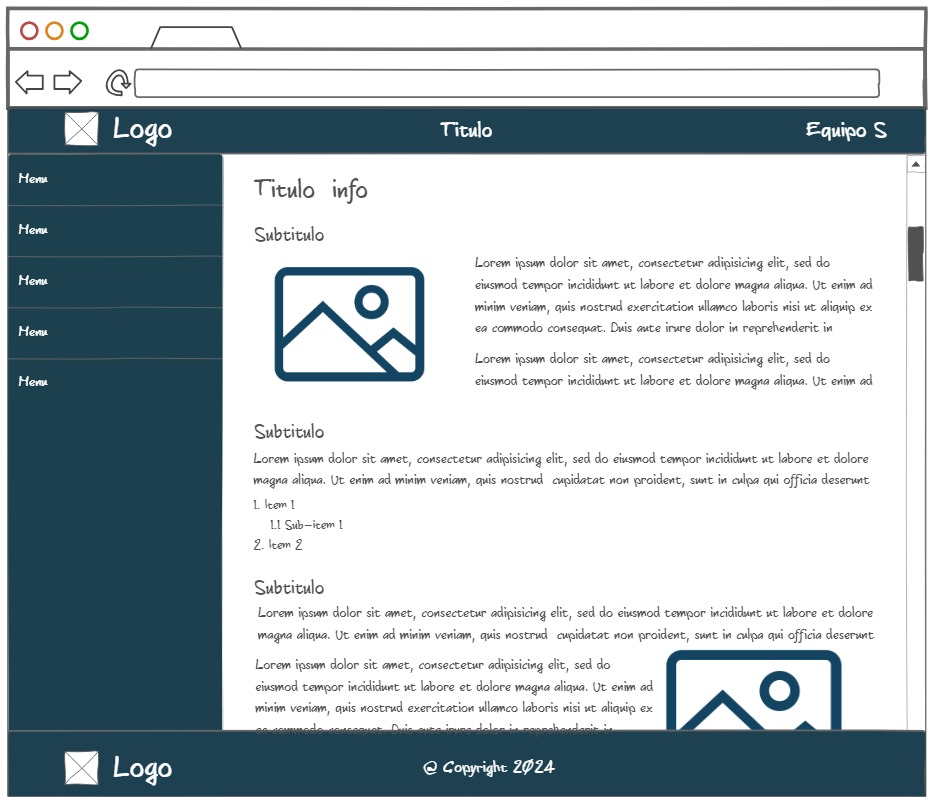 Logo
Titulo
Equipo S
Menu
Menu
Menu
Menu
Menu
Titulo info
Subtitulo
Lorem ipsum dolor sit amet, consectetur adipisicing elit, sed do
eiusmod tempor incididunt ut labore et dolore magna aliqua. Ut enim ad
minim veniam, quis nostrud exercitation ullamco laboris nisi ut aliquip ex
ea commodo consequat. Duis aute irure dolor in reprehenderit in
Lorem ipsum dolor sit amet, consectetur adipisicing elit, sed do
eiusmod tempor incididunt ut labore et dolore magna aliqua. Ut enim ad
Subtitulo
Lorem ipsum dolor sit amet, consectetur adipisicing elit, sed do eiusmod tempor incididunt ut labore et dolore
magna aliqua. Ut enim ad minim veniam, quis nostrud cupidatat non proident, sunt in culpa qui officia deserunt
1. Item 1
1.1 Sub-item 1
2. Item 2
Subtitulo
Lorem ipsum dolor sit amet, consectetur adipisicing elit, sed do eiusmod tempor incididunt ut labore et dolore
magna aliqua. Ut enim ad minim veniam, quis nostrud cupidatat non proident, sunt in culpa qui officia deserunt
Lorem ipsum dolor sit amet, consectetur adipisicing elit, sed do
eiusmod tempor incididunt ut labore et dolore magna aliqua. Ut enim ad
minim veniam, quis nostrud exercitation ullamco laboris nisi ut aliquip ex
ea commodo consequat. Duis aute irure dolor in reprehenderit in
Logo
@ Copyright 2024